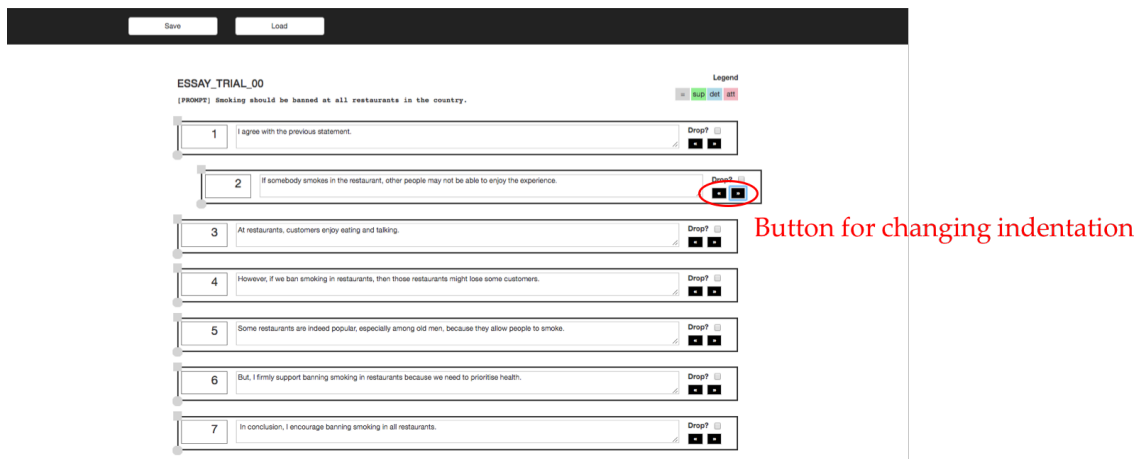 Save Load
ESSAY_TRIAL_00
Legend
[PROMPT] Smoking should be banned at all restaurants in the country.
= sup det att
1 I agree with the previous statement. Drop?
2 If somebody smokes in the restaurant, other people may not be able to enjoy the experience. Drop?
Button for changing indentation
3 At restaurants, customers enjoy eating and talking. Drop?
4 However, if we ban smoking in restaurants, then those restaurants might lose some customers. Drop?
5 Some restaurants are indeed popular, especially among old men, because they allow people to smoke. Drop?
6 But, I firmly support banning smoking in restaurants because we need to prioritise health. Drop?
7 In conclusion, I encourage banning smoking in all restaurants. Drop?